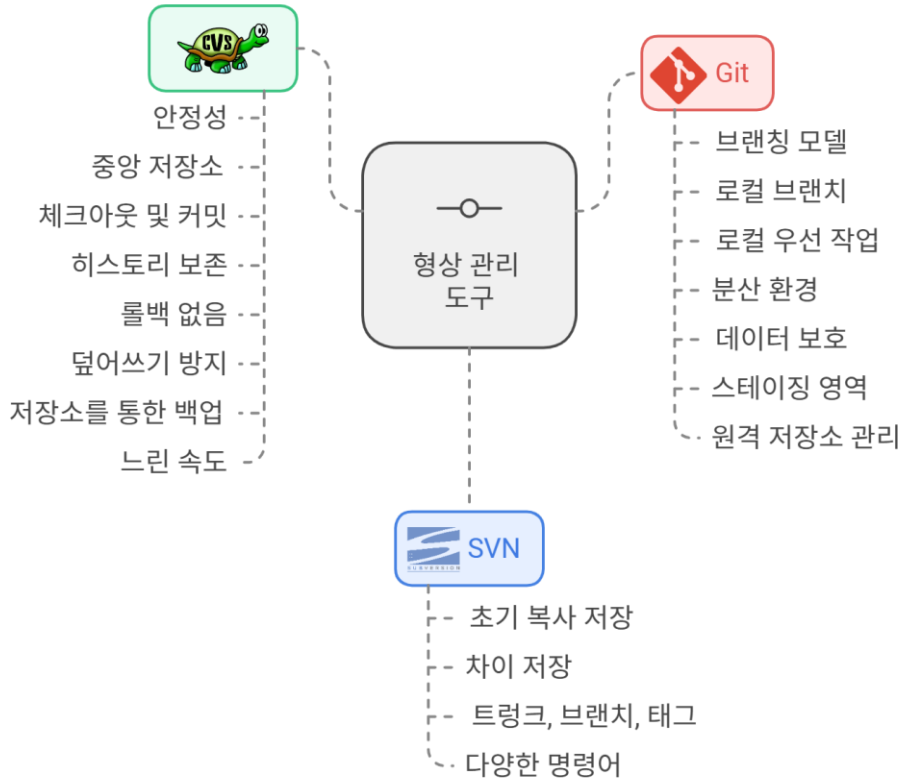 CVS
안정성
중앙 저장소
체크아웃 및 커밋
히스토리 보존
롤백 없음
덮어쓰기 방지
저장소를 통한 백업
느린 속도
형상 관리
도구
Git
브랜칭 모델
로컬 브랜치
로컬 우선 작업
분산 환경
데이터 보호
스테이징 영역
원격 저장소 관리
SUBVERSION
SVN
초기 복사 저장
차이 저장
트렁크, 브랜치, 태그
다양한 명령어